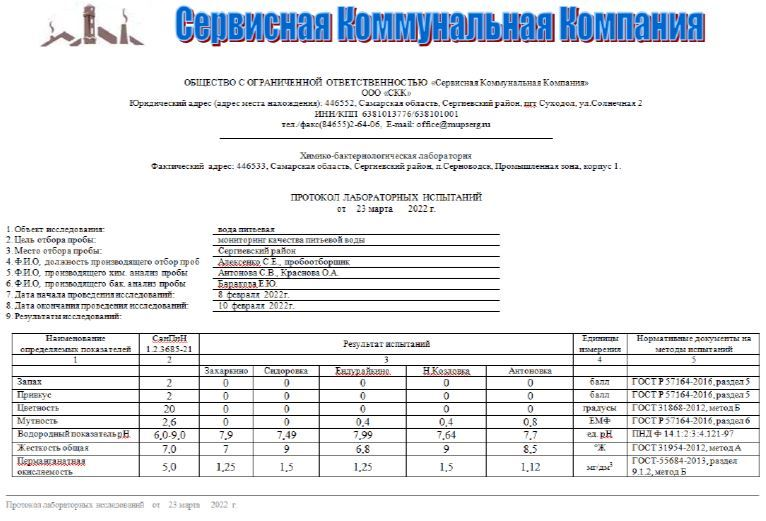 Сервисная Коммунальная Компания
ОБЩЕСТВО С ОГРАНИЧЕННОЙ ОТВЕТСТВЕННОСТЬЮ «Сервисная Коммунальная Компания»
ООО «СКК»
Юридический адрес (адрес места нахождения): 446552, Самарская область, Сергиевский район, пгт Суходол, ул.Солнечная 2
ИНН/КПП 6381013776/638101001
тел./факс(84655)2-64-06, E-mail: office@mupserg.ru
Химико-бактериологическая лаборатория
Фактический адрес: 446533, Самарская область, Сергиевский район, п.Серноводск, Промышленная зона, корпус 1.
ПРОТОКОЛ ЛАБОРАТОРНЫХ ИСПЫТАНИЙ
от 23 марта 2022 г.
1. Объект исследования: вода питьевая
2. Цель отбора пробы: мониторинг качества питьевой воды
3. Место отбора пробы: Сергиевский район
4. Ф.И.О, должность производящего отбор проб Алексенко С.Е., пробоотборщик
5. Ф.И.О, производящего хим. анализ пробы Антонова С.В., Краснова О.А.
6. Ф.И.О, производящего бак. анализ пробы Баракова Е.Ю.
7. Дата начала проведения исследований: 8 февраля 2022г.
8. Дата окончания проведения исследований: 10 февраля 2022г.
9. Результаты исследований:
Наименование определяемых показателей СанПиН 1.2.3685-21 Результат испытаний Единицы измерения Нормативные документы на методы испытаний
1 2 3 4 5
Захаркино Сидоровка Ендурайкино Н.Козловка Антоновка
Запах 2 0 0 0 0 0 балл ГОСТ Р 57164-2016, раздел 5
Привкус 2 0 0 0 0 0 балл ГОСТ Р 57164-2016, раздел 5
Цветность 20 0 0 0 0 0 градусы ГОСТ 31868-2012, метод Б
Мутность 2,6 0 0 0,4 0,4 0,8 ЕМФ ГОСТ Р 57164-2016, раздел 6
Водородный показатель pH 6,0-9,0 7,9 7,49 7,99 7,64 7,7 ед. pH ПНД Ф 14.1:2:3:4.121-97
Жесткость общая 7,0 7 9 6,8 9 8,5 °Ж ГОСТ 31954-2012, метод А
Перманганатная окисляемость 5,0 1,25 1,5 1,25 1,5 1,12 мг/дм³ ГОСТ-55684-2013, раздел 9.1.2, метод Б
Протокол лабораторных исследований от 23 марта 2022 г.